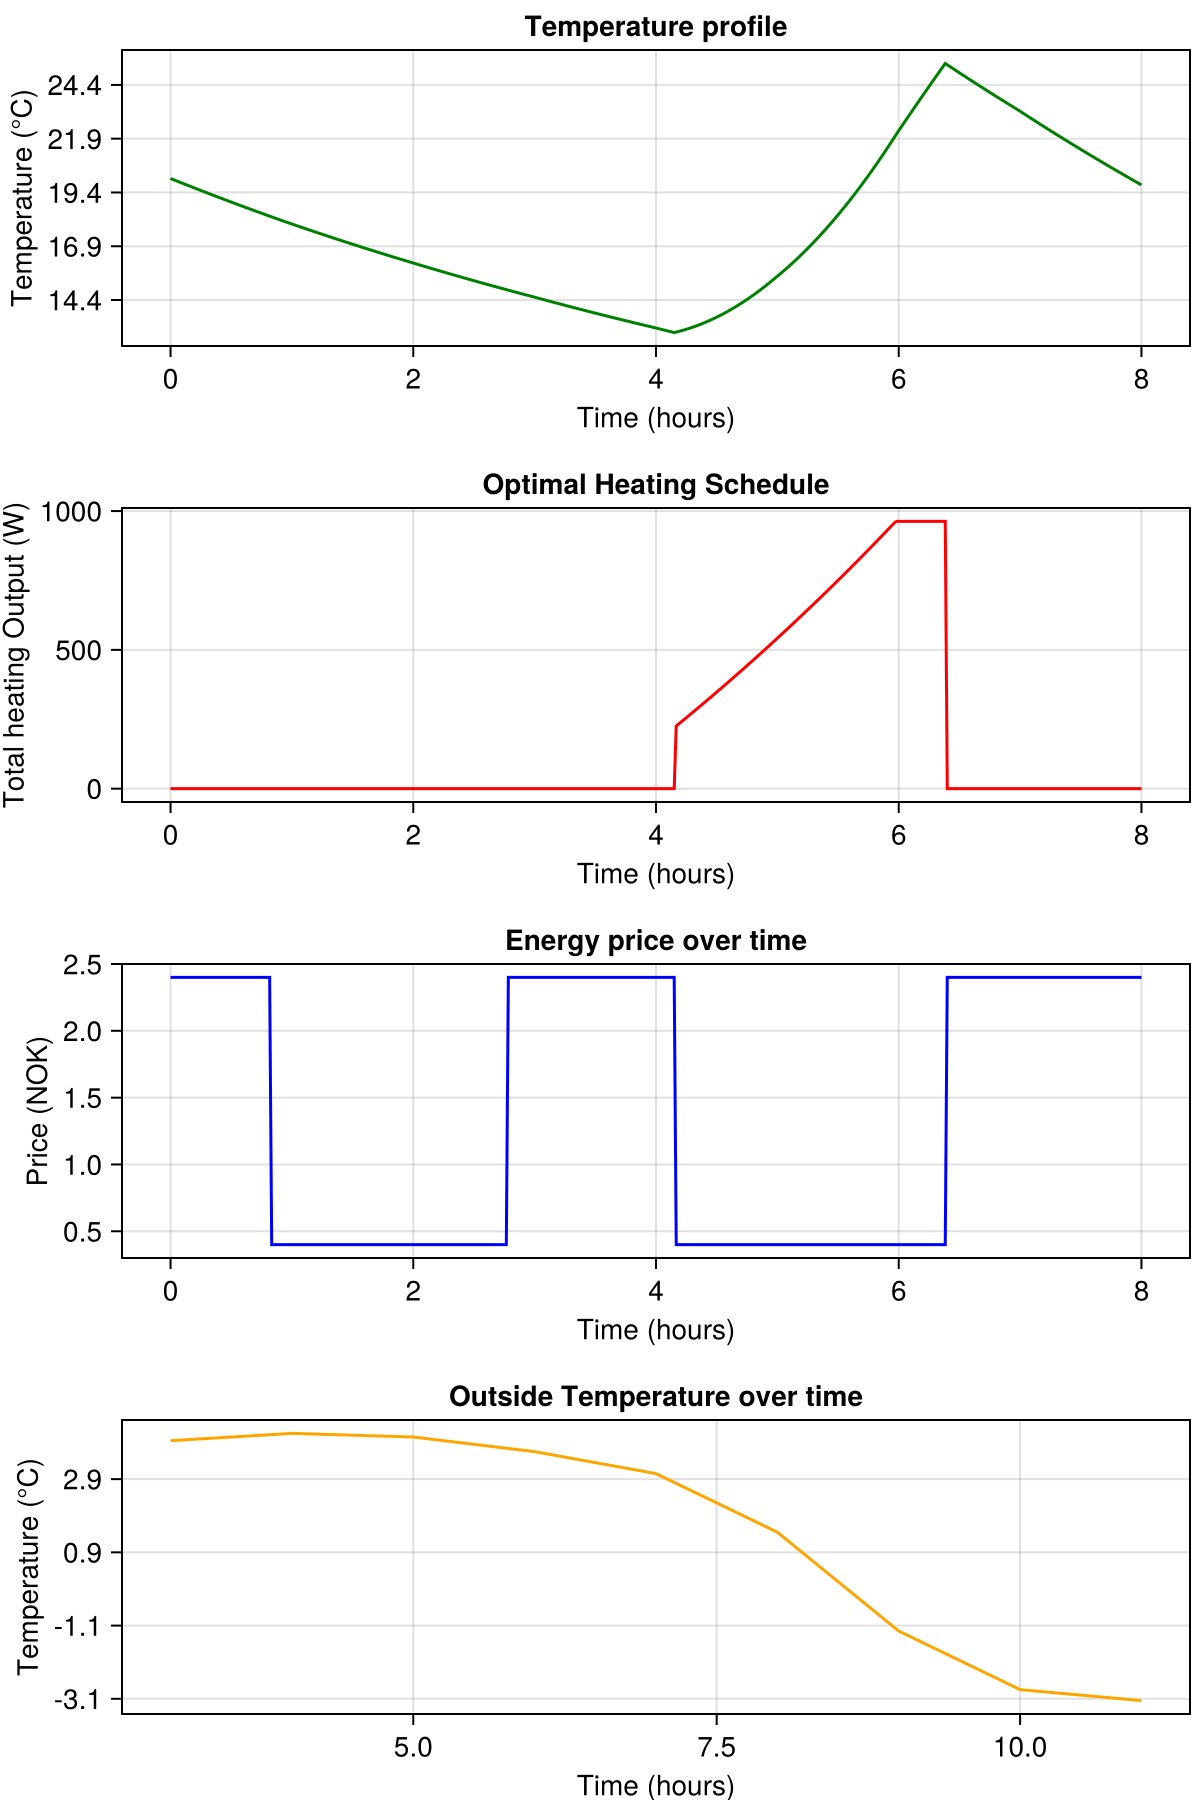 Temperature profile
Temperature (°C)
24.4
21.9
19.4
16.9
14.4
0 2 4 6 8
Time (hours)
Optimal Heating Schedule
Total heating Output (W)
1000
500
0
0 2 4 6 8
Time (hours)
Energy price over time
Price (NOK)
2.5
2.0
1.5
1.0
0.5
0 2 4 6 8
Time (hours)
Outside Temperature over time
Temperature (°C)
2.9
0.9
-1.1
-3.1
5.0 7.5 10.0
Time (hours)